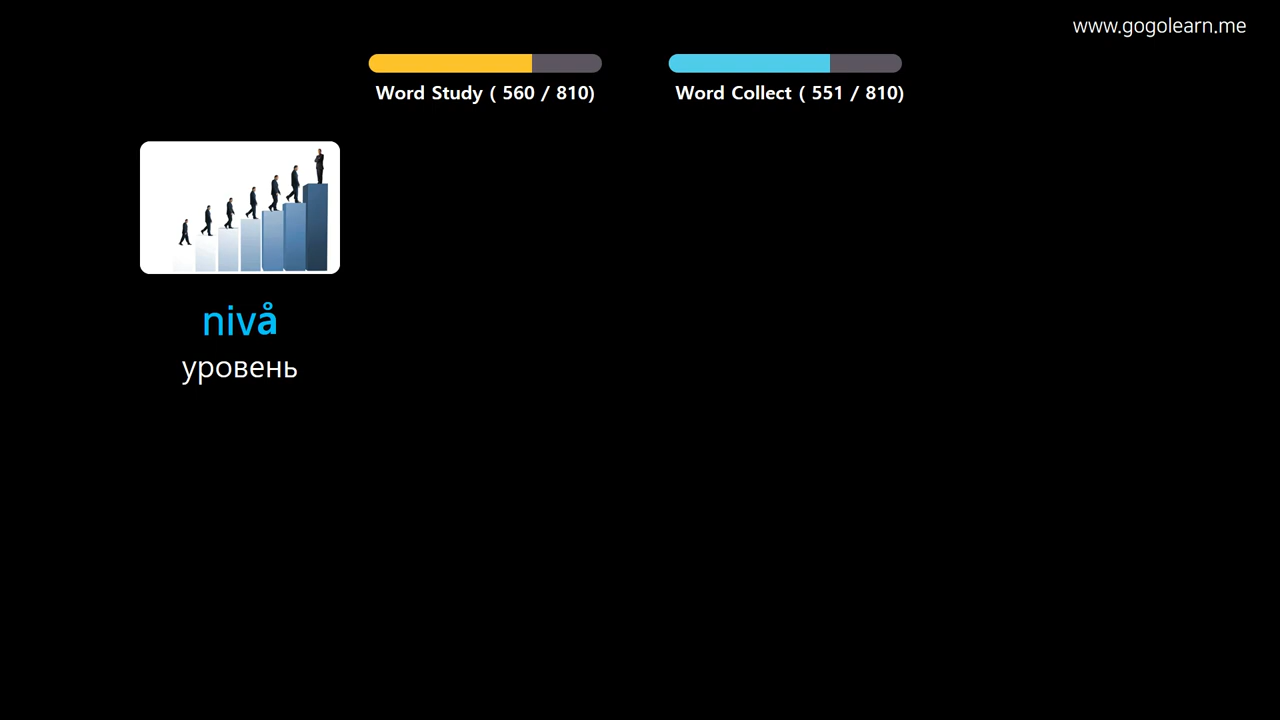 www.gogolearn.me
Word Study ( 560 / 810)
Word Collect ( 551 / 810)
nivå
уровень